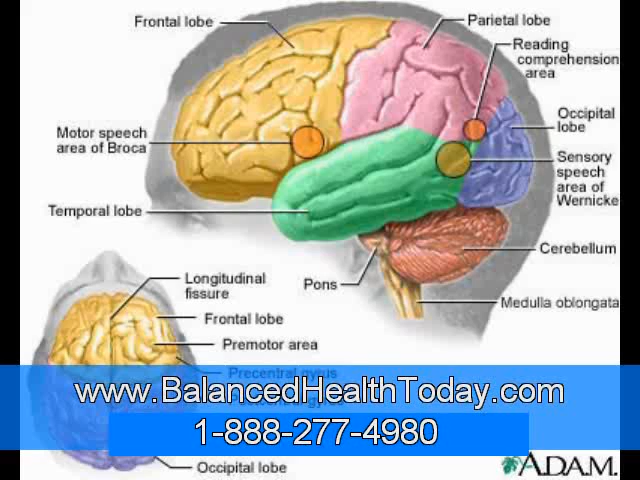 Frontal lobe
Parietal lobe
Reading
comprehension
area
Motor speech
area of Broca
Occipital
lobe
Sensory
speech
area of
Wernicke
Temporal lobe
Cerebellum
Pons
Medulla oblongata
Longitudinal
fissure
Frontal lobe
Premotor area
Precentral gyrus
www.BalancedHealthToday.com
1-888-277-4980
Occipital lobe
A.D.A.M.